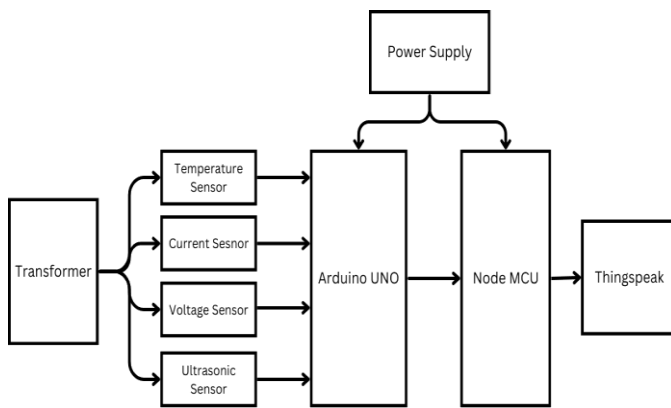 Power Supply
Temperature
Sensor
Current Sesnor
Transformer
Arduino UNO
Node MCU
Thingspeak
Voltage Sensor
Ultrasonic
Sensor